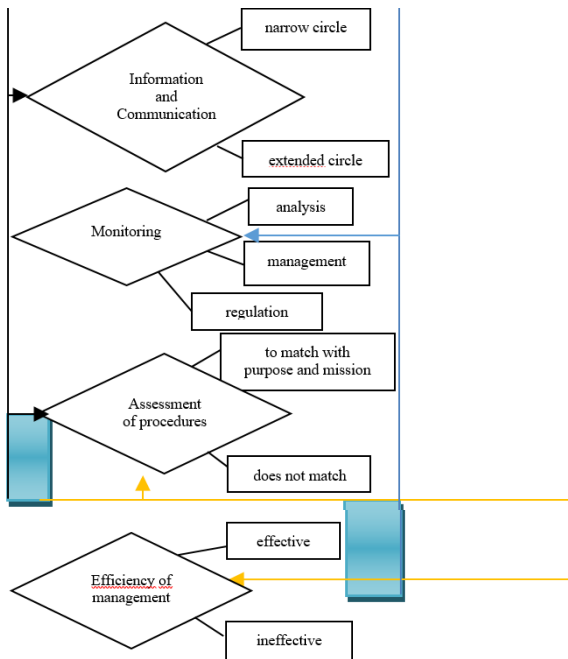 narrow circle
Information
and
Communication
extended circle
analysis
Monitoring
management
regulation
to match with
purpose and mission
Assessment
of procedures
does not match
effective
Efficiency of
management
ineffective